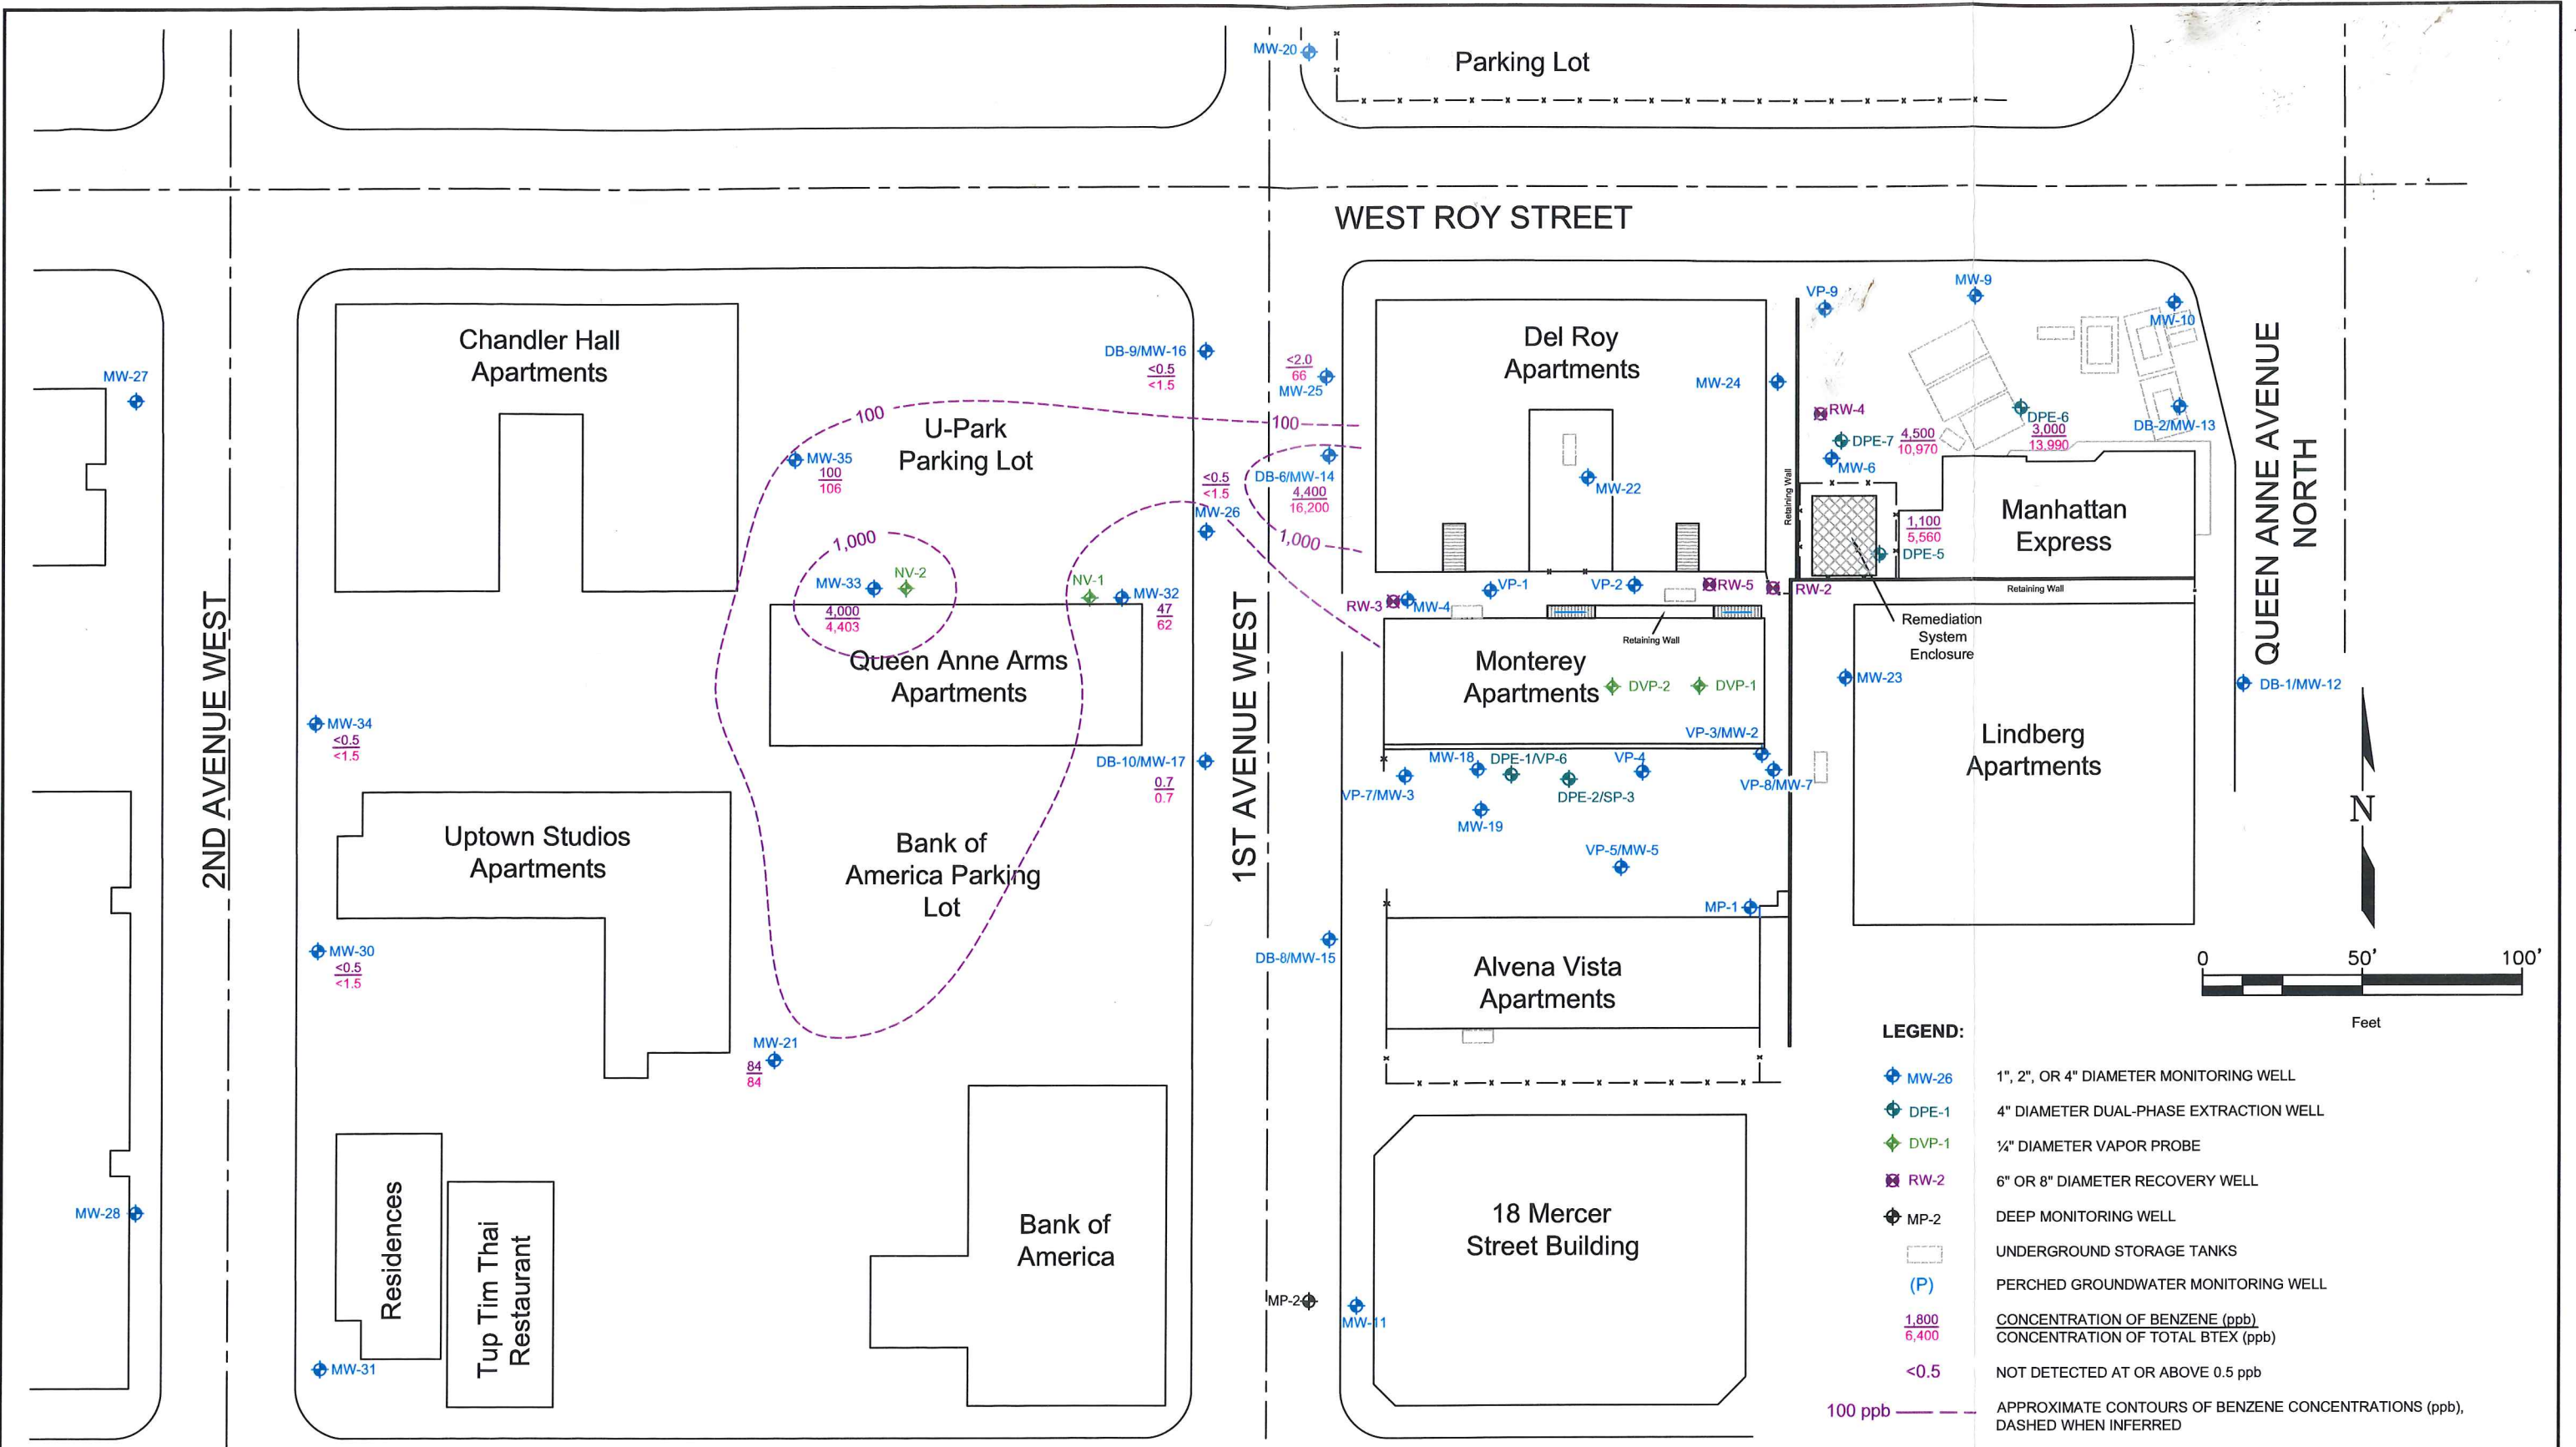 MW-20
Parking Lot
WEST ROY STREET
2ND AVENUE WEST
1ST AVENUE WEST
QUEEN ANNE AVENUE
NORTH
MW-27
MW-28
Chandler Hall
Apartments
U-Park
Parking Lot
100
DB-9/MW-16
<0.5
<1.5
MW-35
100
106
1,000
MW-33
NV-2
4,000
4,403
NV-1
MW-32
47
62
Queen Anne Arms
Apartments
<0.5
<1.5
MW-26
MW-34
<0.5
<1.5
DB-10/MW-17
0.7
0.7
Uptown Studios
Apartments
Bank of
America Parking
Lot
MW-30
<0.5
<1.5
MW-21
84
84
Residences
Tup Tim Thai
Restaurant
Bank of
America
MW-31
<2.0
66
MW-25
100
DB-6/MW-14
4,400
16,200
1,000
Del Roy
Apartments
MW-24
MW-22
RW-3
MW-4
VP-1
VP-2
RW-5
RW-2
Retaining Wall
Monterey
Apartments
DVP-2
DVP-1
VP-3/MW-2
MW-18
DPE-1/VP-6
VP-4
VP-7/MW-3
DPE-2/SP-3
VP-8/MW-7
MW-19
VP-5/MW-5
MP-1
DB-8/MW-15
Alvena Vista
Apartments
18 Mercer
Street Building
MP-2
MW-11
VP-9
MW-9
MW-10
RW-4
DPE-7
4,500
10,970
MW-6
DPE-6
3,000
13,990
DB-2/MW-13
Retaining Wall
1,100
5,560
DPE-5
Manhattan
Express
Retaining Wall
Remediation
System
Enclosure
MW-23
DB-1/MW-12
Lindberg
Apartments
N
0 50' 100'
Feet
LEGEND:
MW-26 1", 2", OR 4" DIAMETER MONITORING WELL
DPE-1 4" DIAMETER DUAL-PHASE EXTRACTION WELL
DVP-1 ¼" DIAMETER VAPOR PROBE
RW-2 6" OR 8" DIAMETER RECOVERY WELL
MP-2 DEEP MONITORING WELL
UNDERGROUND STORAGE TANKS
(P) PERCHED GROUNDWATER MONITORING WELL
1,800 CONCENTRATION OF BENZENE (ppb)
6,400 CONCENTRATION OF TOTAL BTEX (ppb)
<0.5 NOT DETECTED AT OR ABOVE 0.5 ppb
100 ppb APPROXIMATE CONTOURS OF BENZENE CONCENTRATIONS (ppb),
DASHED WHEN INFERRED